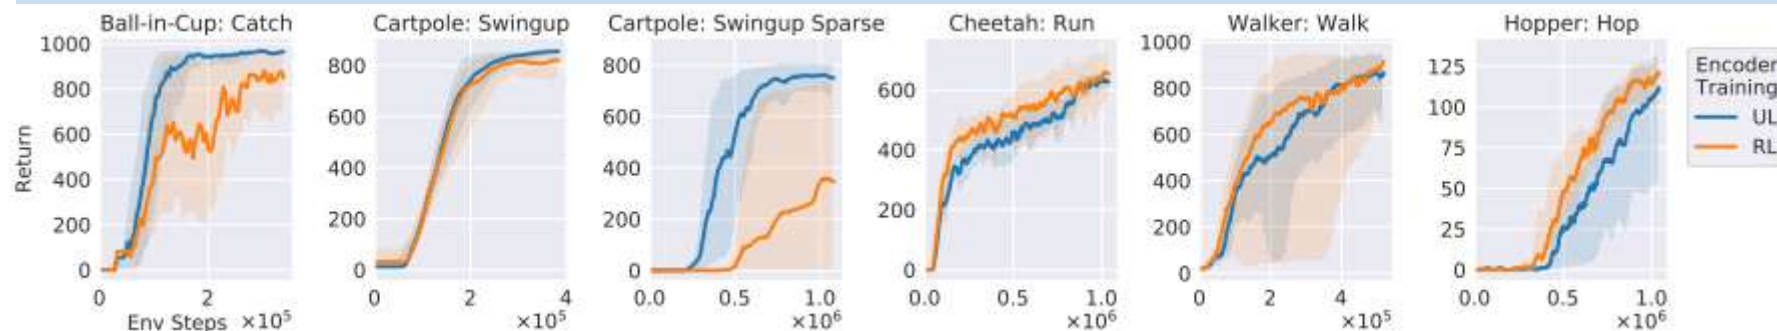 Ball-in-Cup: Catch
Cartpole: Swingup
Cartpole: Swingup Sparse
Cheetah: Run
Walker: Walk
Hopper: Hop
Return
1000
800
600
400
200
0
0 2
Env Steps ×10⁵
800
600
400
200
0
0 2 4
×10⁵
800
600
400
200
0
0.0 0.5 1.0
×10⁶
600
400
200
0
0.0 0.5 1.0
×10⁶
1000
800
600
400
200
0
0 2 4
×10⁵
125
100
75
50
25
0
0.0 0.5 1.0
×10⁶
Encoder
Training
UL
RL